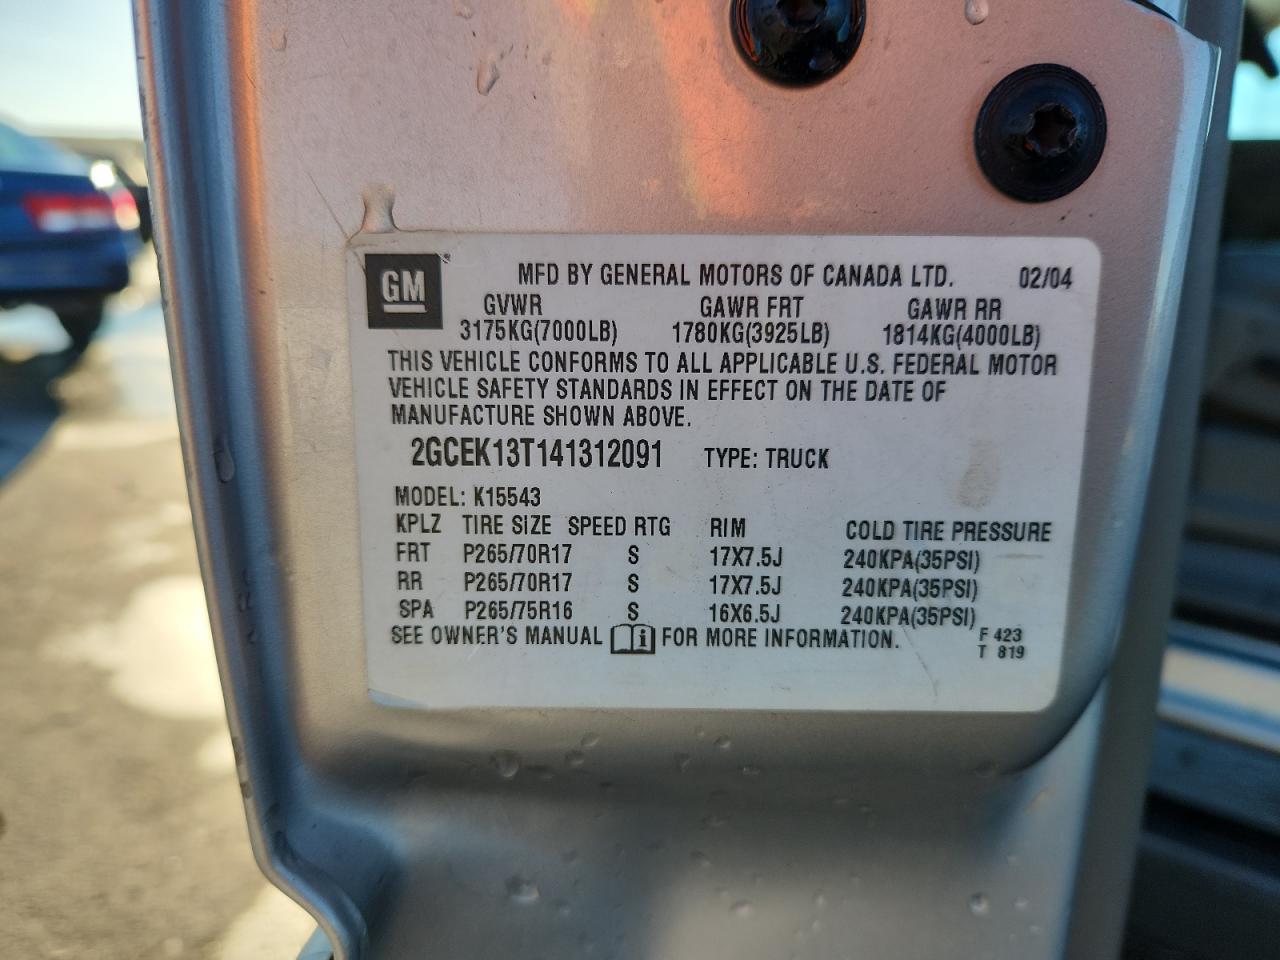 GM MFD BY GENERAL MOTORS OF CANADA LTD. 02/04
GVWR GAWR FRT GAWR RR
3175KG(7000LB) 1780KG(3925LB) 1814KG(4000LB)
THIS VEHICLE CONFORMS TO ALL APPLICABLE U.S. FEDERAL MOTOR
VEHICLE SAFETY STANDARDS IN EFFECT ON THE DATE OF
MANUFACTURE SHOWN ABOVE.
2GCEK13T141312091 TYPE: TRUCK
MODEL: K15543
KPLZ TIRE SIZE SPEED RTG RIM COLD TIRE PRESSURE
FRT P265/70R17 S 17X7.5J 240KPA(35PSI)
RR P265/70R17 S 17X7.5J 240KPA(35PSI)
SPA P265/75R16 S 16X6.5J 240KPA(35PSI)
SEE OWNER'S MANUAL FOR MORE INFORMATION. F 423
T 819